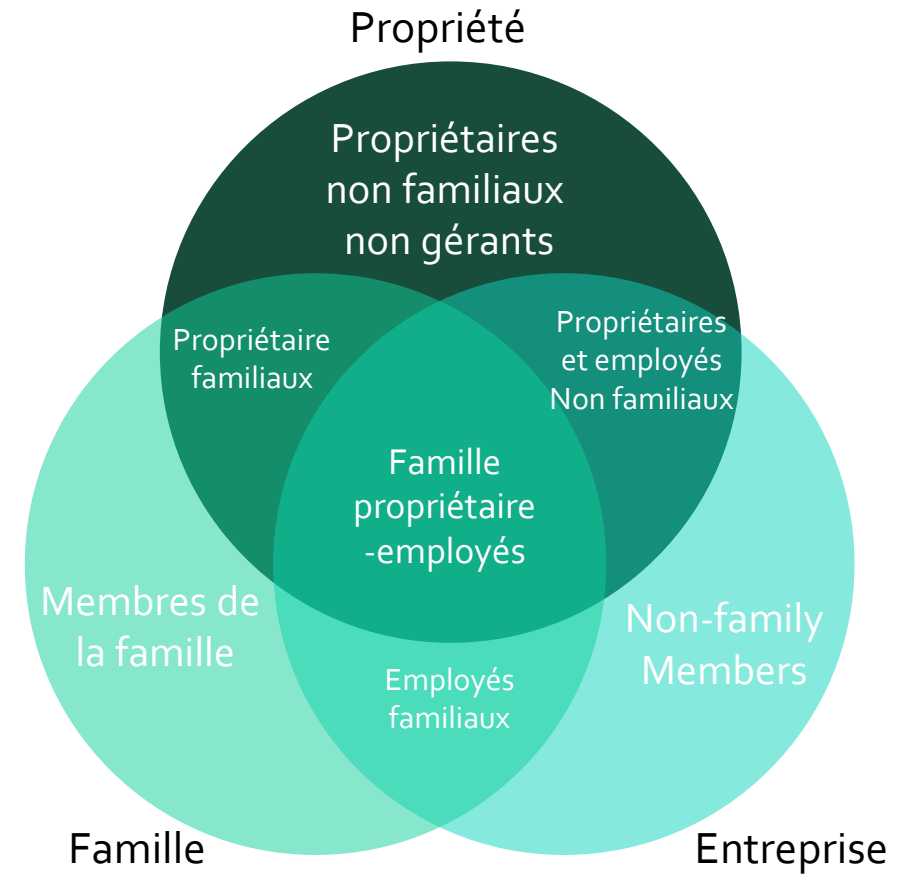 Propriété
Propriétaires
non familiaux
non gérants
Propriétaire
familiaux
Propriétaires
et employés
Non familiaux
Famille
propriétaire
-employés
Membres de
la famille
Non-family
Members
Employés
familiaux
Famille
Entreprise